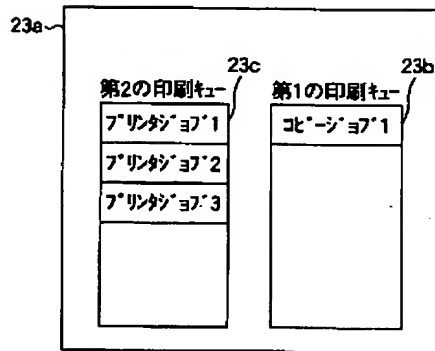 23a
第2の印刷キュー
23c
第1の印刷キュー
23b
プリンタジョブ1
プリンタジョブ2
プリンタジョブ3
コピージョブ1